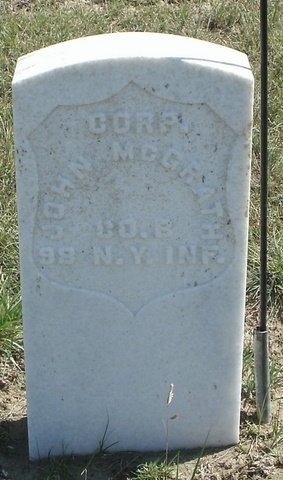 CORP.
JOHN McGRATH
CO. E
99 N.Y. INF.